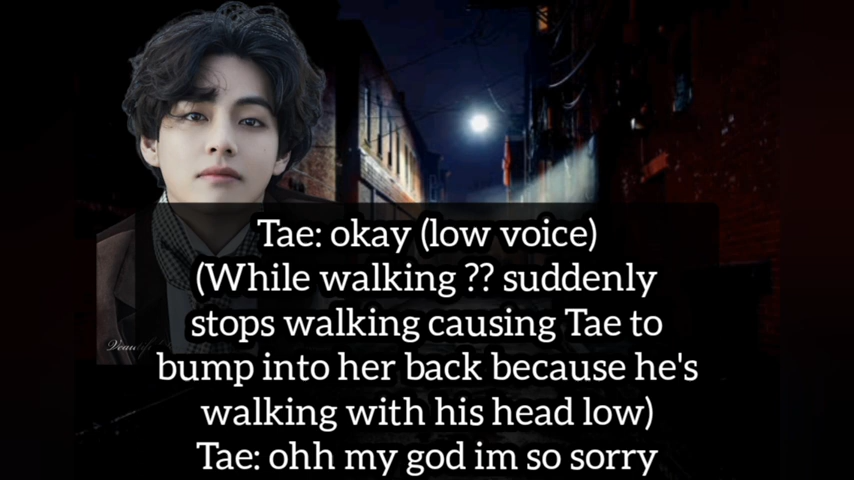 Tae: okay (low voice)
(While walking ?? suddenly
stops walking causing Tae to
bump into her back because he's
walking with his head low)
Tae: ohh my god im so sorry